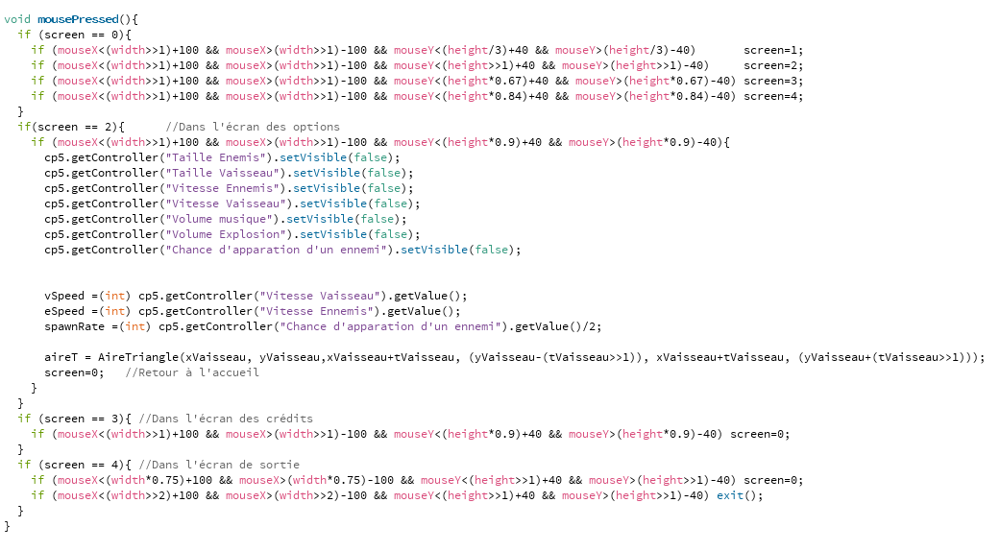 void mousePressed(){
  if (screen == 0){
    if (mouseX<(width>>1)+100 && mouseX>(width>>1)-100 && mouseY<(height/3)+40 && mouseY>(height/3)-40)       screen=1;
    if (mouseX<(width>>1)+100 && mouseX>(width>>1)-100 && mouseY<(height>>1)+40 && mouseY>(height>>1)-40)     screen=2;
    if (mouseX<(width>>1)+100 && mouseX>(width>>1)-100 && mouseY<(height*0.67)+40 && mouseY>(height*0.67)-40) screen=3;
    if (mouseX<(width>>1)+100 && mouseX>(width>>1)-100 && mouseY<(height*0.84)+40 && mouseY>(height*0.84)-40) screen=4;
  }
  if(screen == 2){      //Dans l'écran des options
    if (mouseX<(width>>1)+100 && mouseX>(width>>1)-100 && mouseY<(height*0.9)+40 && mouseY>(height*0.9)-40){
      cp5.getController("Taille Enemis").setVisible(false);
      cp5.getController("Taille Vaisseau").setVisible(false);
      cp5.getController("Vitesse Ennemis").setVisible(false);
      cp5.getController("Vitesse Vaisseau").setVisible(false);
      cp5.getController("Volume musique").setVisible(false);
      cp5.getController("Volume Explosion").setVisible(false);
      cp5.getController("Chance d'apparation d'un ennemi").setVisible(false);
      vSpeed =(int) cp5.getController("Vitesse Vaisseau").getValue();
      eSpeed =(int) cp5.getController("Vitesse Ennemis").getValue();
      spawnRate =(int) cp5.getController("Chance d'apparation d'un ennemi").getValue()/2;
      aireT = AireTriangle(xVaisseau, yVaisseau,xVaisseau+tVaisseau, (yVaisseau-(tVaisseau>>1)), xVaisseau+tVaisseau, (yVaisseau+(tVaisseau>>1)));
      screen=0;   //Retour à l'accueil
    }
  }
  if (screen == 3){ //Dans l'écran des crédits
    if (mouseX<(width>>1)+100 && mouseX>(width>>1)-100 && mouseY<(height*0.9)+40 && mouseY>(height*0.9)-40) screen=0;
  }
  if (screen == 4){ //Dans l'écran de sortie
    if (mouseX<(width*0.75)+100 && mouseX>(width*0.75)-100 && mouseY<(height>>1)+40 && mouseY>(height>>1)-40) screen=0;
    if (mouseX<(width>>2)+100 && mouseX>(width>>2)-100 && mouseY<(height>>1)+40 && mouseY>(height>>1)-40) exit();
  }
}